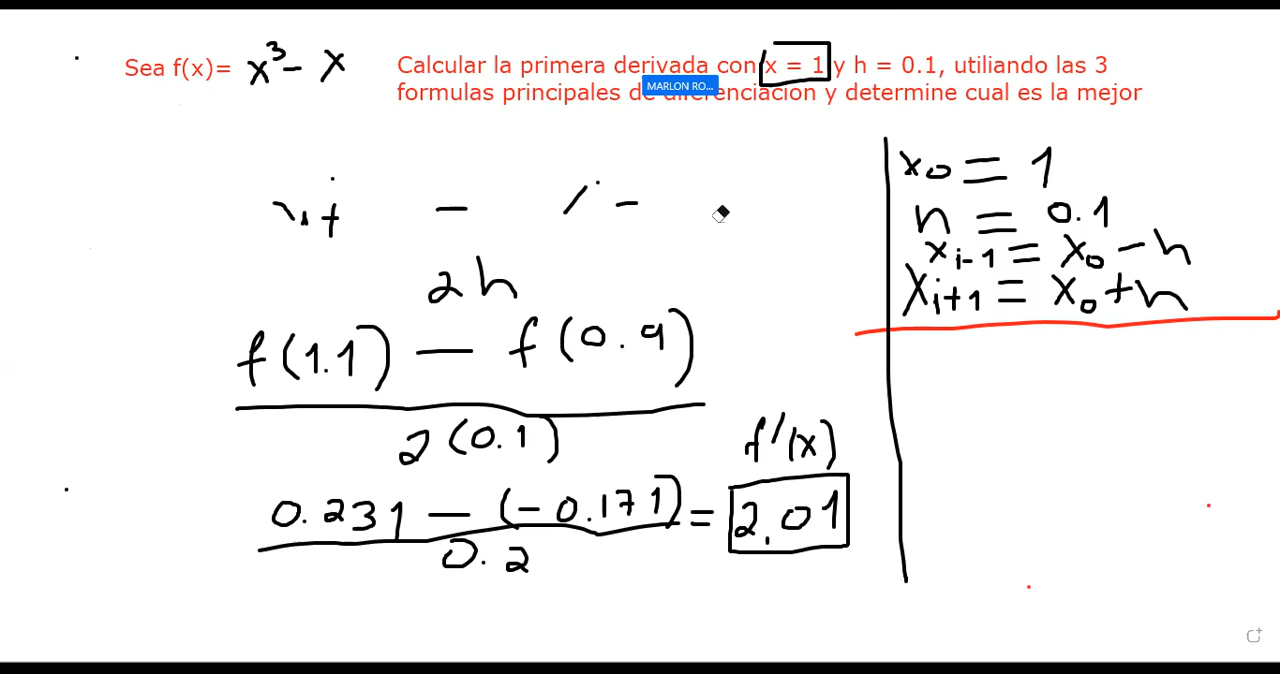 Sea f(x)= x³- x
Calcular la primera derivada con x = 1 y h = 0.1, utiliando las 3
MARLON RO...
formulas principales de diferenciacion y determine cual es la mejor
x0 = 1
h = 0.1
xi-1 = x0 - h
xi+1 = x0 + h
2h
f(1.1) — f(0.9)
2(0.1)
f'(x)
0.231 — (-0.171) = 2.01
0.2